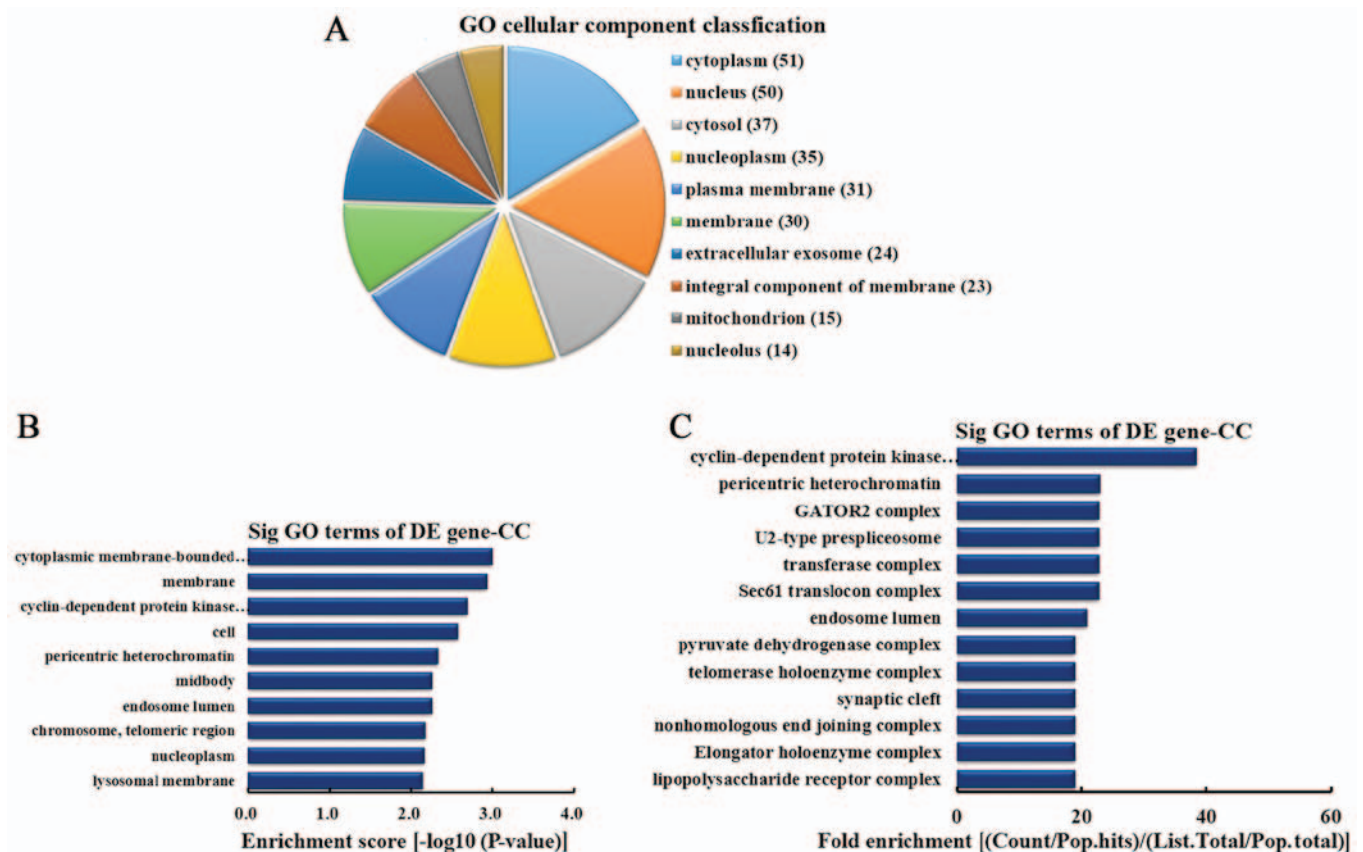 A
GO cellular component classfication
cytoplasm (51)
nucleus (50)
cytosol (37)
nucleoplasm (35)
plasma membrane (31)
membrane (30)
extracellular exosome (24)
integral component of membrane (23)
mitochondrion (15)
nucleolus (14)
B
Sig GO terms of DE gene-CC
cytoplasmic membrane-bounded…
membrane
cyclin-dependent protein kinase…
cell
pericentric heterochromatin
midbody
endosome lumen
chromosome, telomeric region
nucleoplasm
lysosomal membrane
0.0 1.0 2.0 3.0 4.0
Enrichment score [-log10 (P-value)]
C
Sig GO terms of DE gene-CC
cyclin-dependent protein kinase…
pericentric heterochromatin
GATOR2 complex
U2-type prespliceosome
transferase complex
Sec61 translocon complex
endosome lumen
pyruvate dehydrogenase complex
telomerase holoenzyme complex
synaptic cleft
nonhomologous end joining complex
Elongator holoenzyme complex
lipopolysaccharide receptor complex
0 20 40 60
Fold enrichment [(Count/Pop.hits)/(List.Total/Pop.total)]